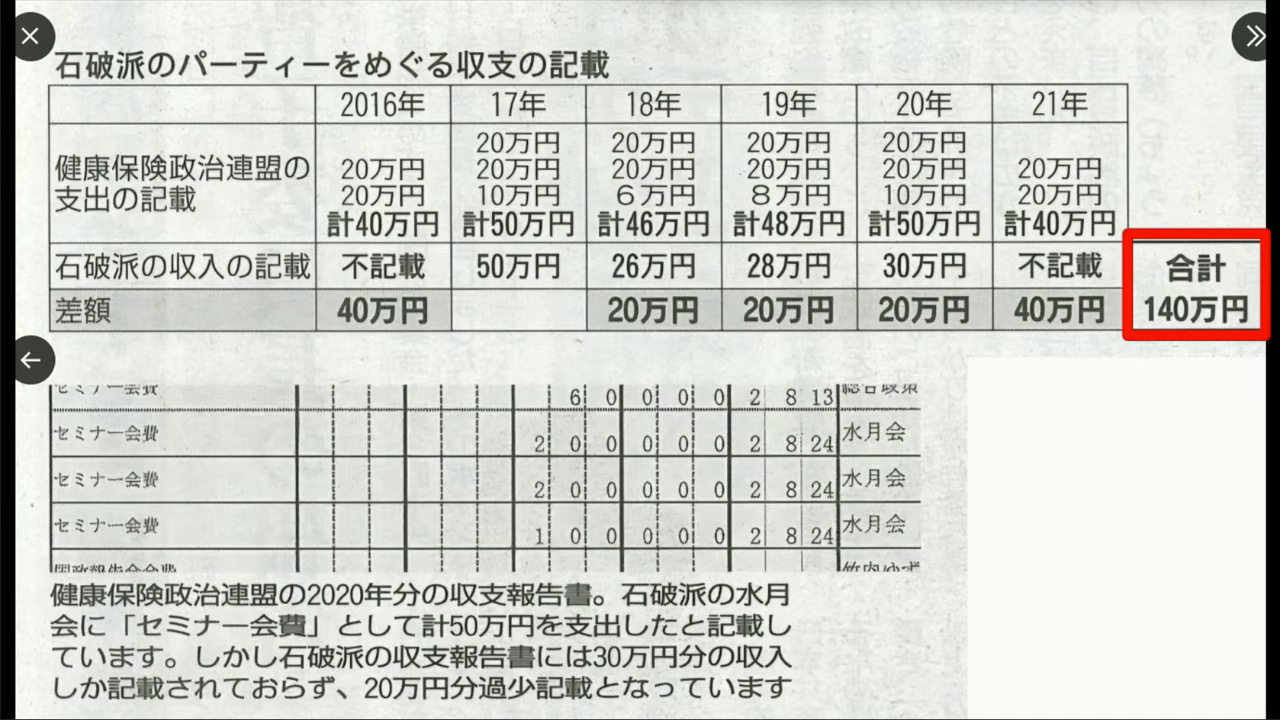 石破派のパーティーをめぐる収支の記載
2016年 17年 18年 19年 20年 21年
20万円 20万円 20万円 20万円
健康保険政治連盟の 20万円 20万円 20万円 20万円 20万円 20万円
支出の記載 20万円 10万円 6万円 8万円 10万円 20万円
計40万円 計50万円 計46万円 計48万円 計50万円 計40万円
石破派の収入の記載 不記載 50万円 26万円 28万円 30万円 不記載 合計
差額 40万円 20万円 20万円 20万円 40万円 140万円
セミナー会費 6 0 0 0 0 2 8 13 総合政策
セミナー会費 2 0 0 0 0 0 2 8 24 水月会
セミナー会費 2 0 0 0 0 0 2 8 24 水月会
セミナー会費 1 0 0 0 0 0 2 8 24 水月会
健康保険政治連盟の2020年分の収支報告書。石破派の水月
会に「セミナー会費」として計50万円を支出したと記載し
ています。しかし石破派の収支報告書には30万円分の収入
しか記載されておらず、20万円分過少記載となっています